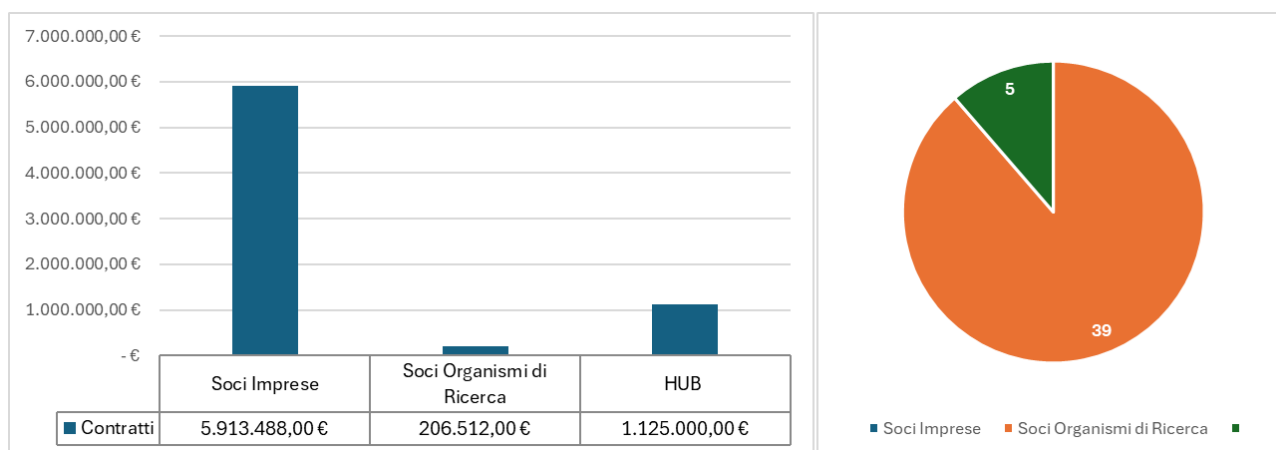 7.000.000,00 €
6.000.000,00 €
5.000.000,00 €
4.000.000,00 €
3.000.000,00 €
2.000.000,00 €
1.000.000,00 €
- €
Soci Imprese
Soci Organismi di
Ricerca
HUB
Contratti
5.913.488,00 €
206.512,00 €
1.125.000,00 €
5
39
Soci Imprese
Soci Organismi di Ricerca